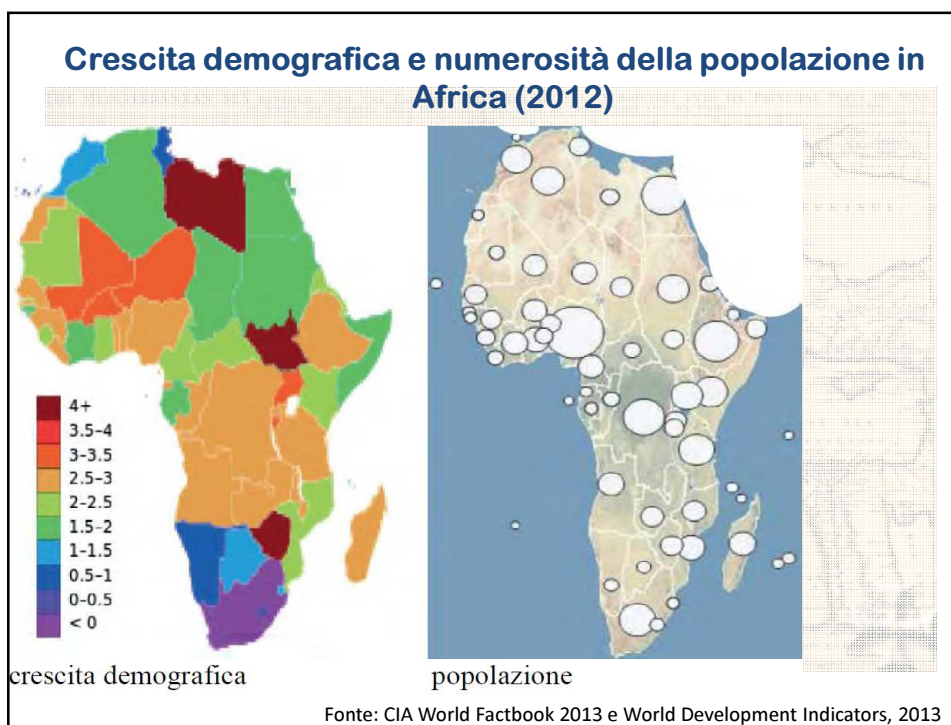 Crescita demografica e numerosità della popolazione in
Africa (2012)
4+
3.5–4
3–3.5
2.5–3
2–2.5
1.5–2
1–1.5
0.5–1
0–0.5
< 0
crescita demografica
popolazione
Fonte: CIA World Factbook 2013 e World Development Indicators, 2013